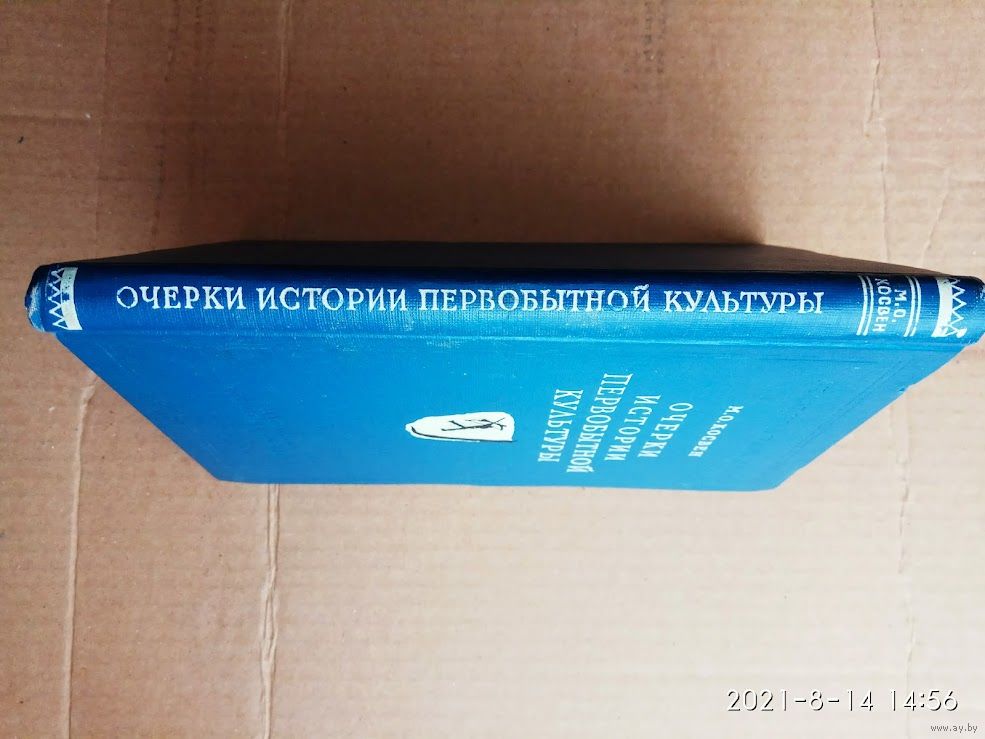 ОЧЕРКИ ИСТОРИИ ПЕРВОБЫТНОЙ КУЛЬТУРЫ
М.О.
КОСВЕН
М.О.КОСВЕН
ОЧЕРКИ
ИСТОРИИ
ПЕРВОБЫТНОЙ
КУЛЬТУРЫ
2021-8-14 14:56
www.ay.by